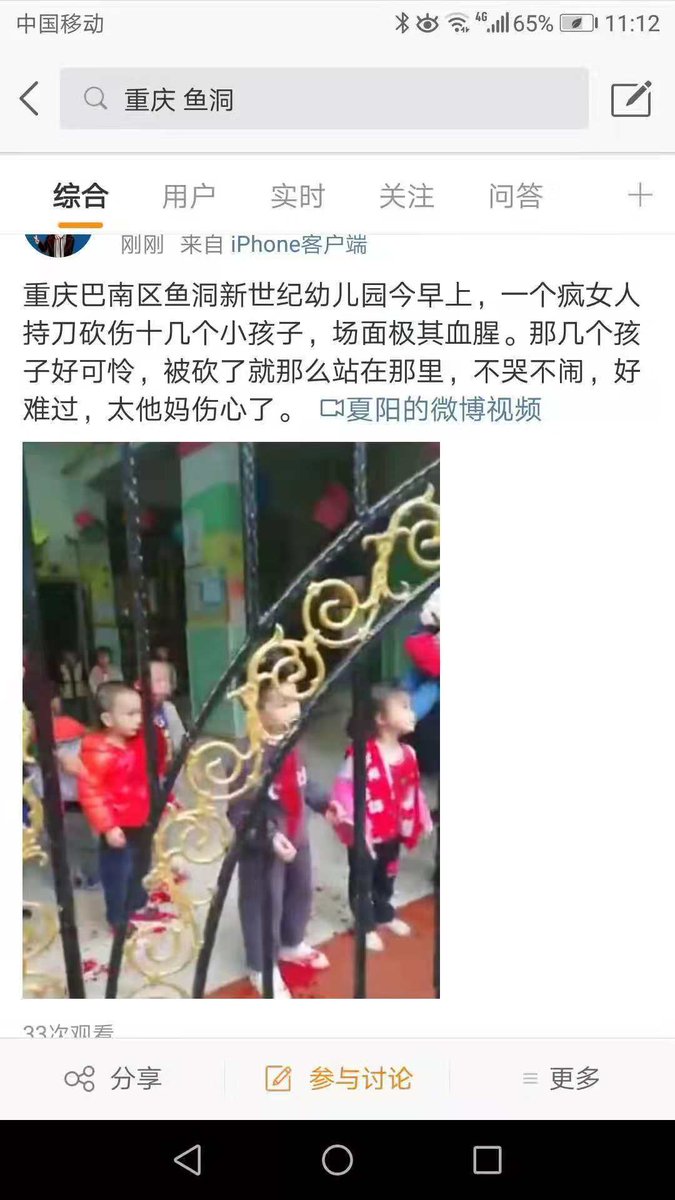 中国移动 4G 65% 11:12
重庆 鱼洞
综合 用户 实时 关注 问答
刚刚 来自 iPhone客户端
重庆巴南区鱼洞新世纪幼儿园今早上，一个疯女人
持刀砍伤十几个小孩子，场面极其血腥。那几个孩
子好可怜，被砍了就那么站在那里，不哭不闹，好
难过，太他妈伤心了。 夏阳的微博视频
33次观看
分享 参与讨论 更多